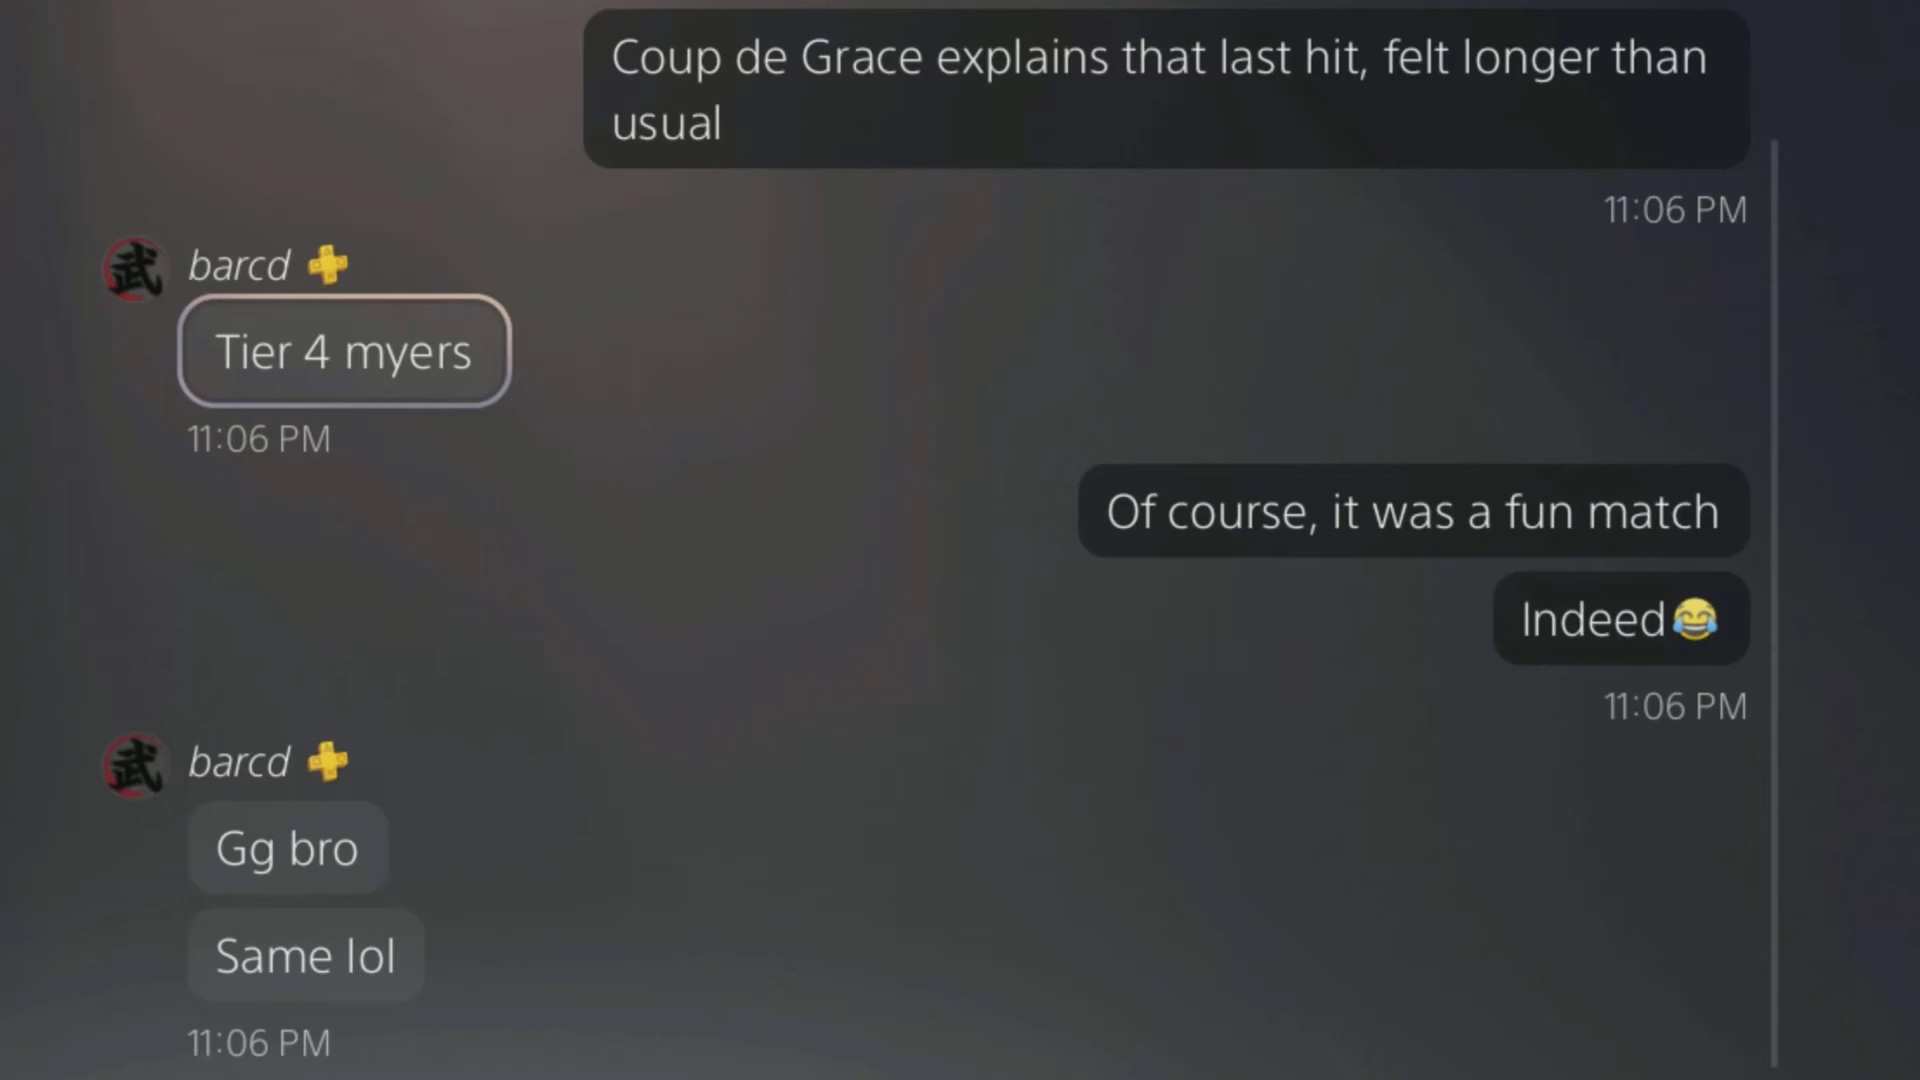 Coup de Grace explains that last hit, felt longer than
usual
11:06 PM
武
barcd
Tier 4 myers
11:06 PM
Of course, it was a fun match
Indeed😂
11:06 PM
武
barcd
Gg bro
Same lol
11:06 PM